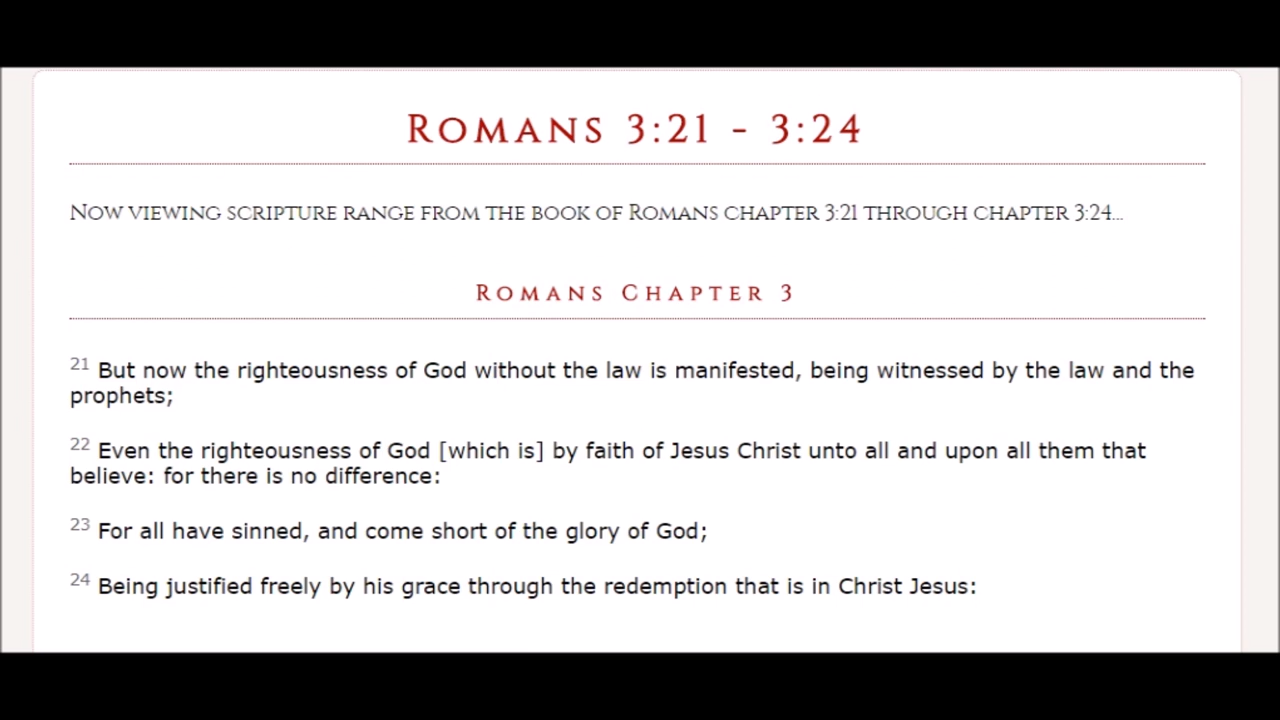 Romans 3:21 - 3:24
Now viewing scripture range from the book of Romans chapter 3:21 through chapter 3:24...
Romans Chapter 3
21 But now the righteousness of God without the law is manifested, being witnessed by the law and the
prophets;
22 Even the righteousness of God [which is] by faith of Jesus Christ unto all and upon all them that
believe: for there is no difference:
23 For all have sinned, and come short of the glory of God;
24 Being justified freely by his grace through the redemption that is in Christ Jesus: